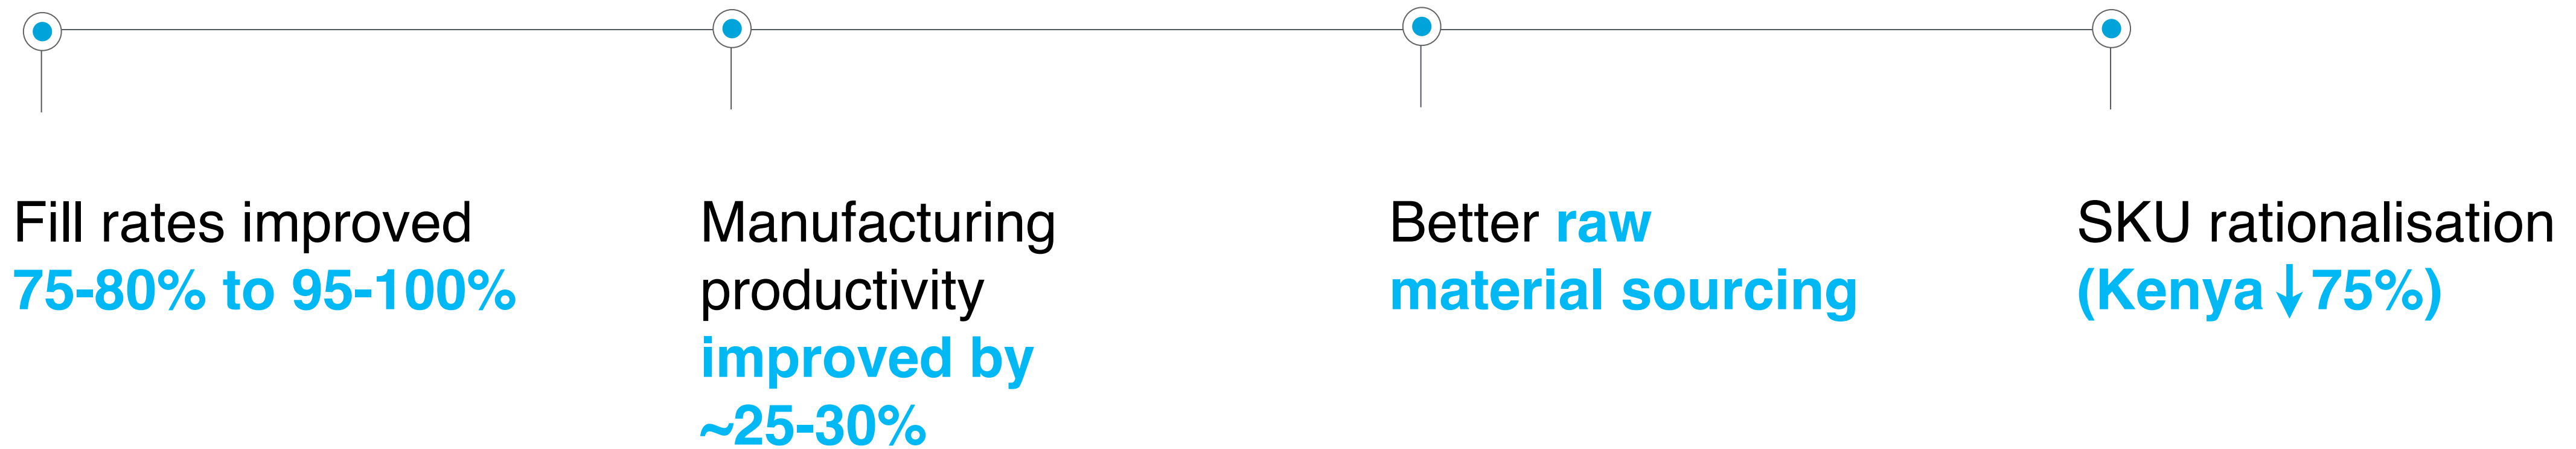 Fill rates improved
75-80% to 95-100%
Manufacturing
productivity
improved by
~25-30%
Better raw
material sourcing
SKU rationalisation
(Kenya↓75%)